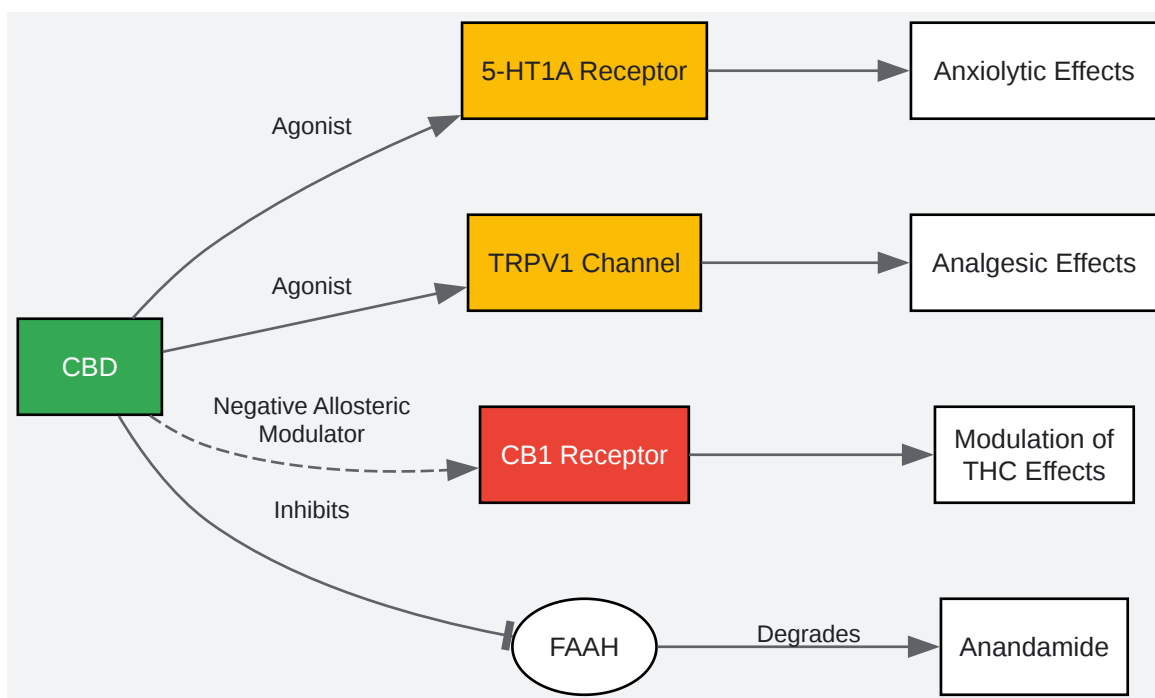 5-HT1A Receptor
Anxiolytic Effects
Agonist
TRPV1 Channel
Analgesic Effects
Agonist
CBD
Negative Allosteric
Modulator
CB1 Receptor
Modulation of
THC Effects
Inhibits
FAAH
Degrades
Anandamide